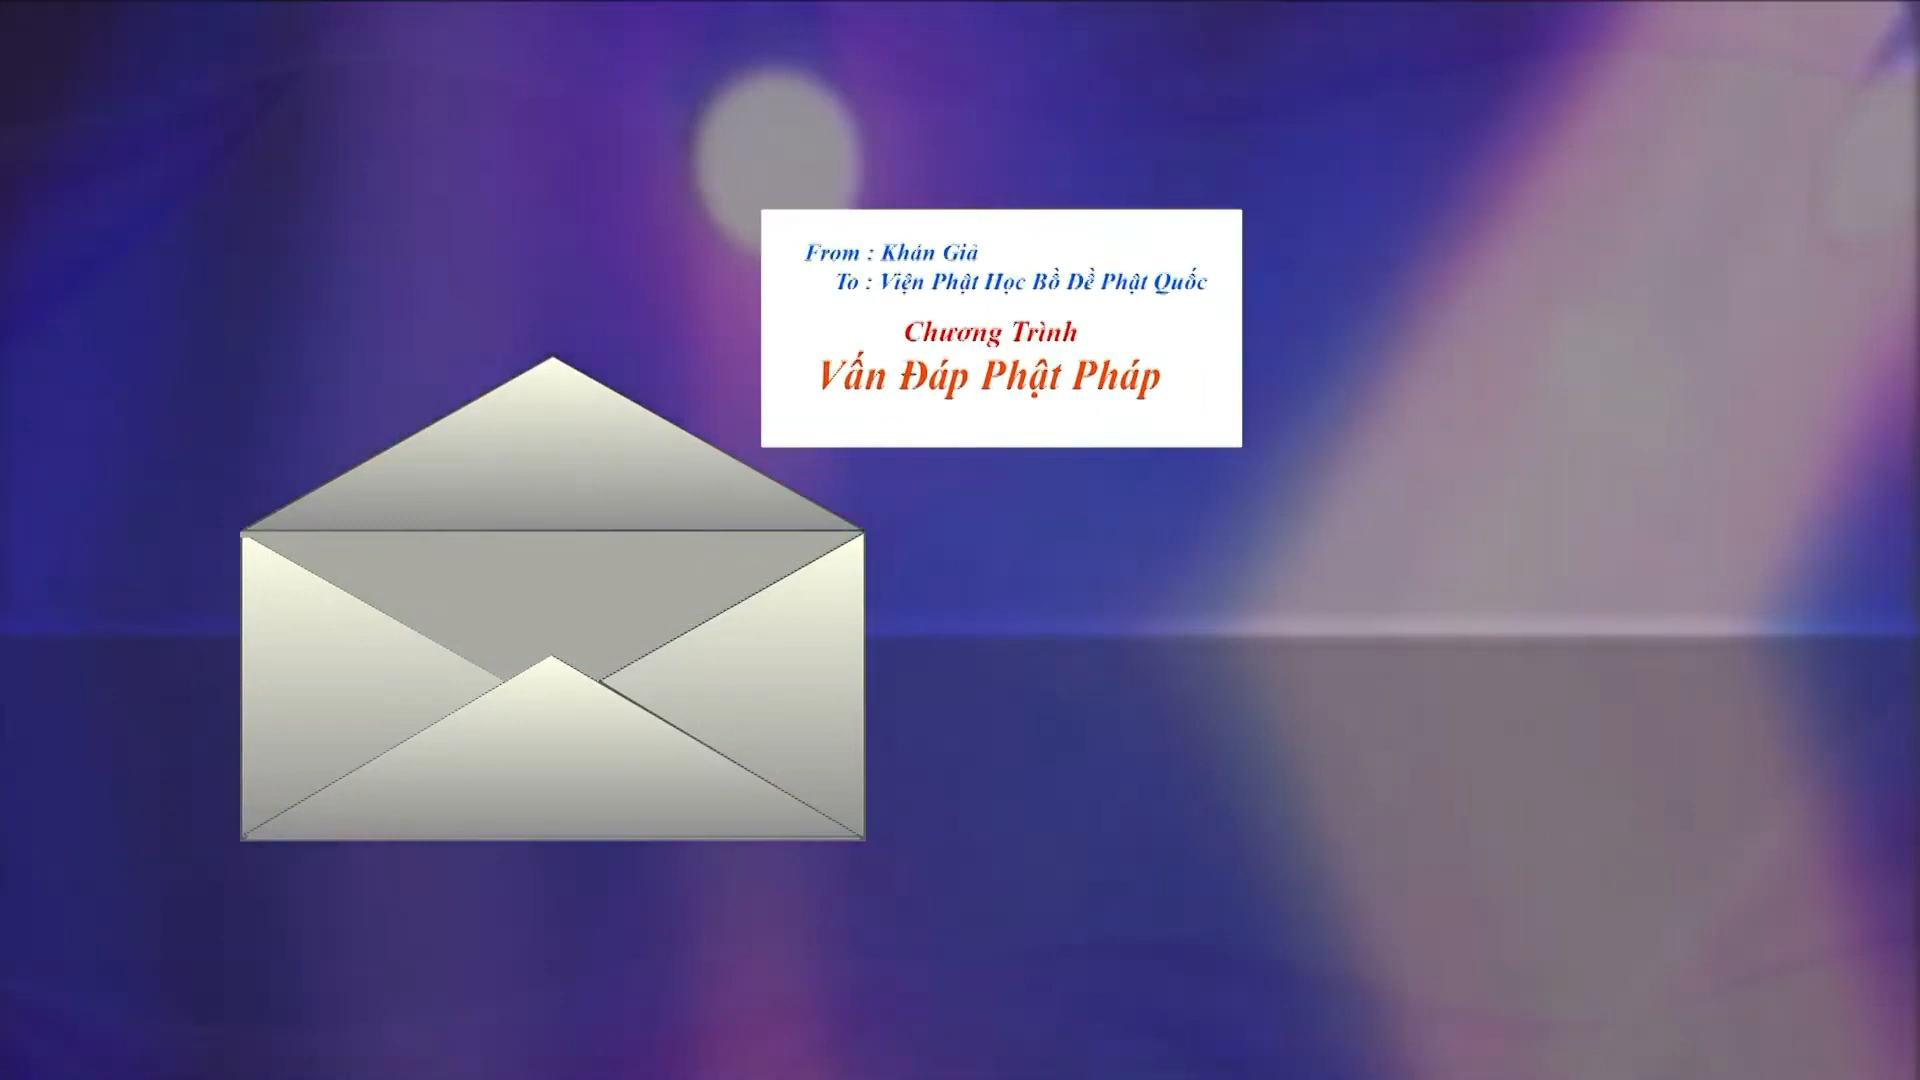 From : Khán Giả
To : Viện Phật Học Bồ Đề Phật Quốc
Chương Trình
Vấn Đáp Phật Pháp